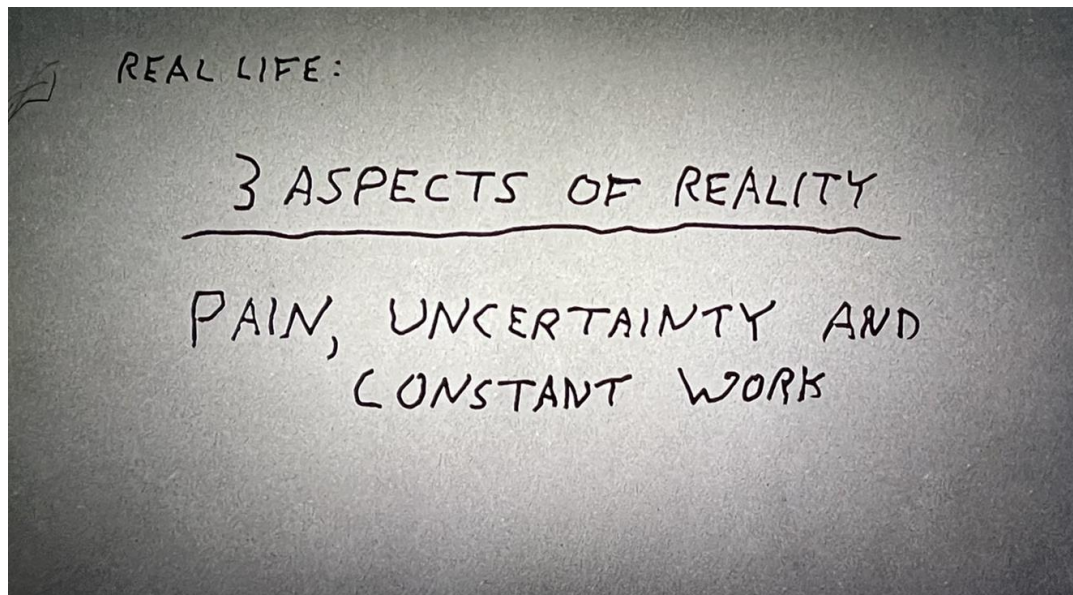 REAL LIFE:
3 ASPECTS OF REALITY
PAIN, UNCERTAINTY AND
CONSTANT WORK